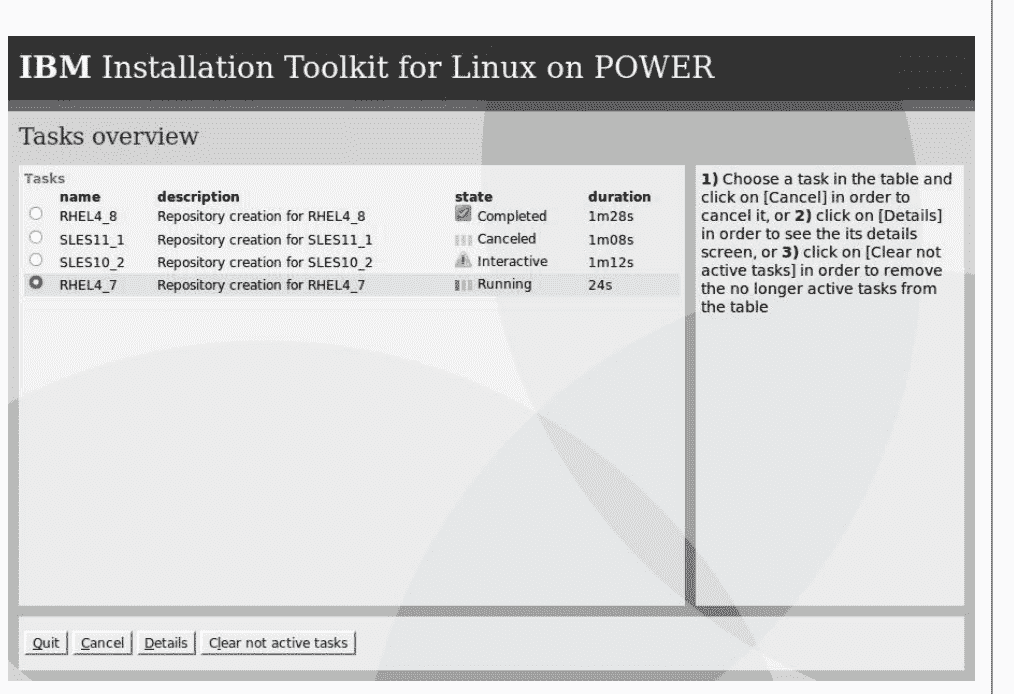 IBM Installation Toolkit for Linux on POWER
Tasks overview
Tasks
name description state duration
RHEL4_8 Repository creation for RHEL4_8 Completed 1m28s
SLES11_1 Repository creation for SLES11_1 Canceled 1m08s
SLES10_2 Repository creation for SLES10_2 Interactive 1m12s
RHEL4_7 Repository creation for RHEL4_7 Running 24s
1) Choose a task in the table and
click on [Cancel] in order to
cancel it, or 2) click on [Details]
in order to see the its details
screen, or 3) click on [Clear not
active tasks] in order to remove
the no longer active tasks from
the table
Quit Cancel Details Clear not active tasks